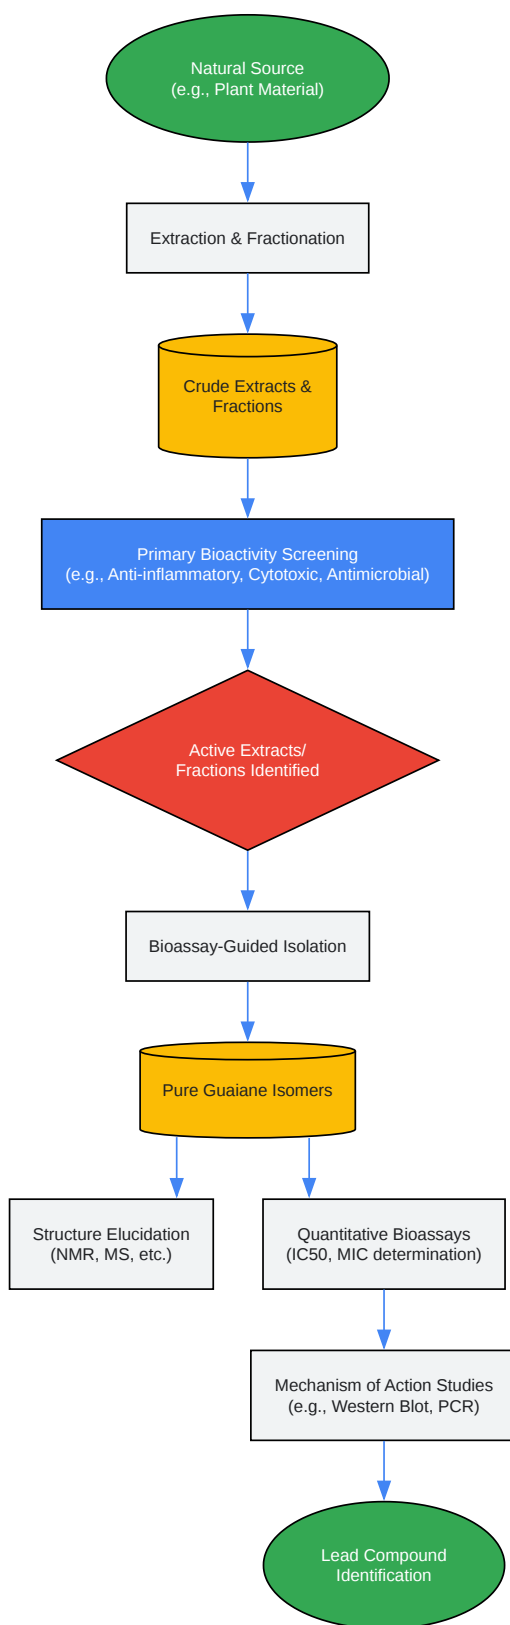 Natural Source
(e.g., Plant Material)
Extraction & Fractionation
Crude Extracts &
Fractions
Primary Bioactivity Screening
(e.g., Anti-inflammatory, Cytotoxic, Antimicrobial)
Active Extracts/
Fractions Identified
Bioassay-Guided Isolation
Pure Guaiane Isomers
Structure Elucidation
(NMR, MS, etc.)
Quantitative Bioassays
(IC50, MIC determination)
Mechanism of Action Studies
(e.g., Western Blot, PCR)
Lead Compound
Identification